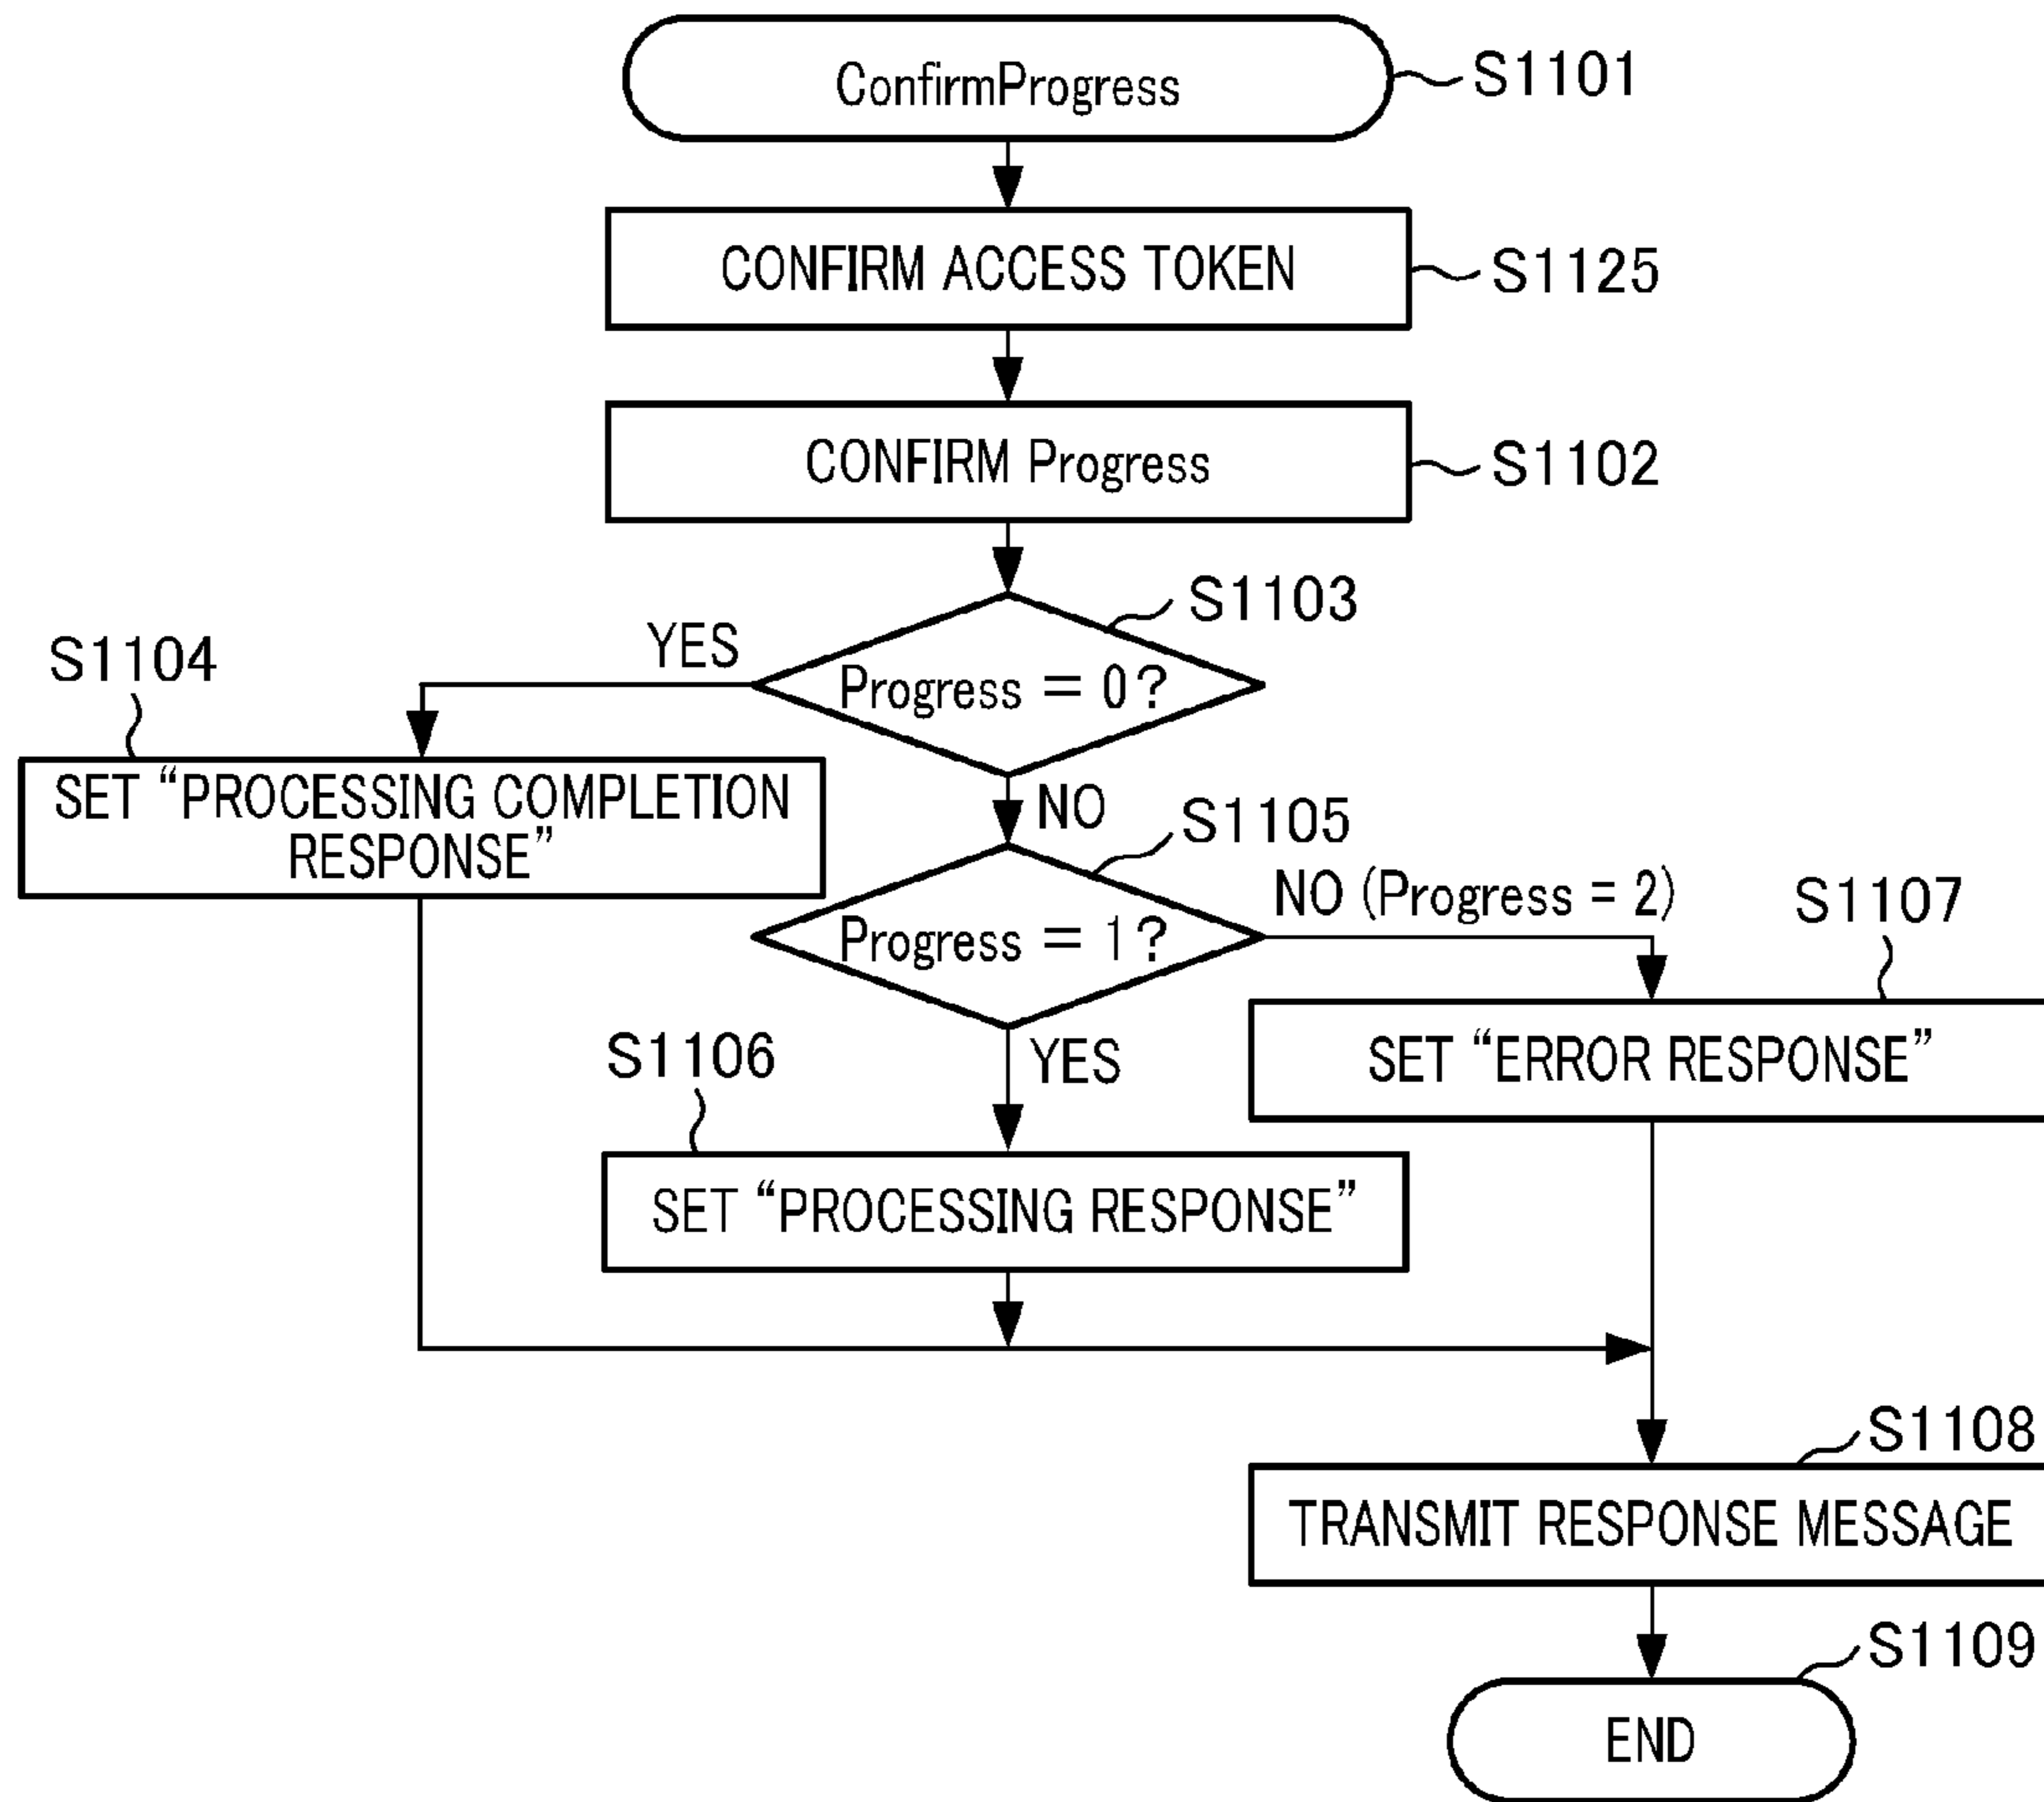 ConfirmProgress
S1101
CONFIRM ACCESS TOKEN
S1125
CONFIRM Progress
S1102
S1103
YES
S1104
Progress = 0?
SET “PROCESSING COMPLETION
RESPONSE”
NO
S1105
NO (Progress = 2)
S1107
Progress = 1?
SET “ERROR RESPONSE”
S1106
YES
SET “PROCESSING RESPONSE”
S1108
TRANSMIT RESPONSE MESSAGE
S1109
END